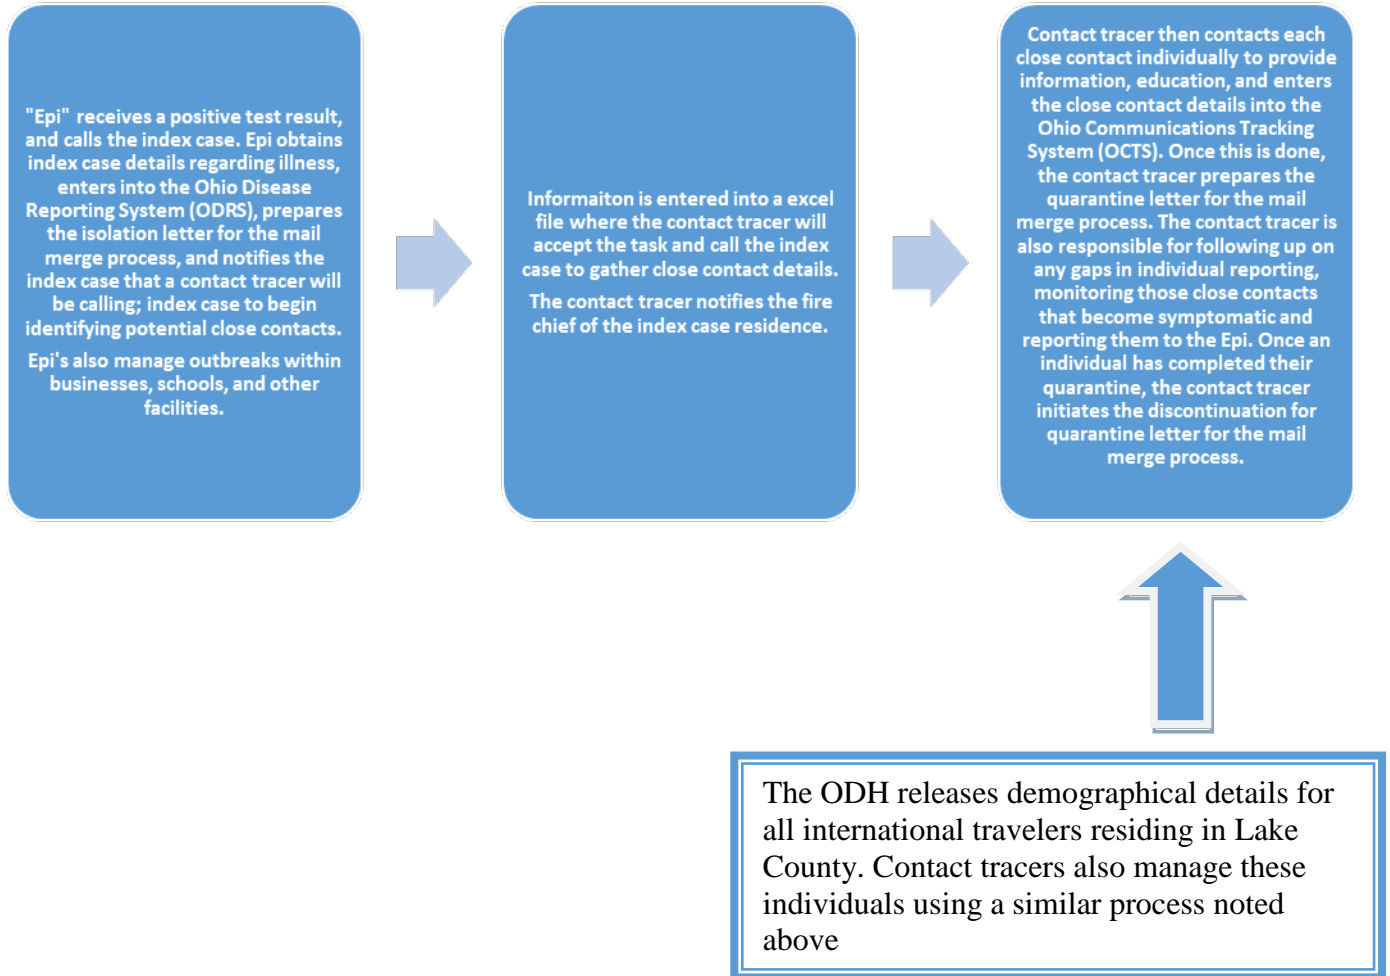 "Epi" receives a positive test result,
and calls the index case. Epi obtains
index case details regarding illness,
enters into the Ohio Disease
Reporting System (ODRS), prepares
the isolation letter for the mail
merge process, and notifies the
index case that a contact tracer will
be calling; index case to begin
identifying potential close contacts.
Epi's also manage outbreaks within
businesses, schools, and other
facilities.
Informaiton is entered into a excel
file where the contact tracer will
accept the task and call the index
case to gather close contact details.
The contact tracer notifies the fire
chief of the index case residence.
Contact tracer then contacts each
close contact individually to provide
information, education, and enters
the close contact details into the
Ohio Communications Tracking
System (OCTS). Once this is done,
the contact tracer prepares the
quarantine letter for the mail
merge process. The contact tracer is
also responsible for following up on
any gaps in individual reporting,
monitoring those close contacts
that become symptomatic and
reporting them to the Epi. Once an
individual has completed their
quarantine, the contact tracer
initiates the discontinuation for
quarantine letter for the mail
merge process.
The ODH releases demographical details for
all international travelers residing in Lake
County. Contact tracers also manage these
individuals using a similar process noted
above